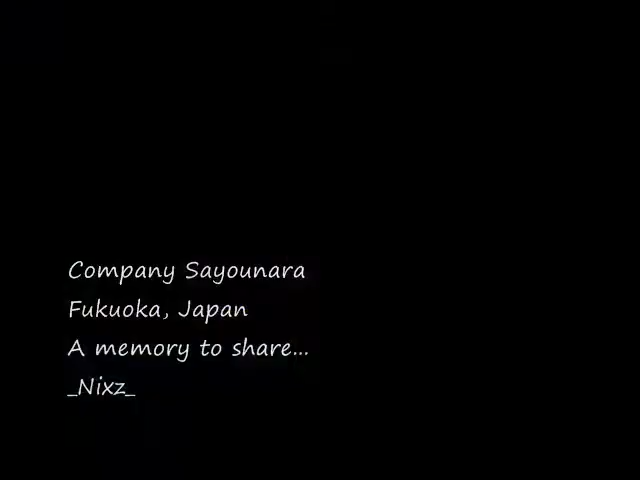 Company Sayounara
Fukuoka, Japan
A memory to share...
_Nixz_